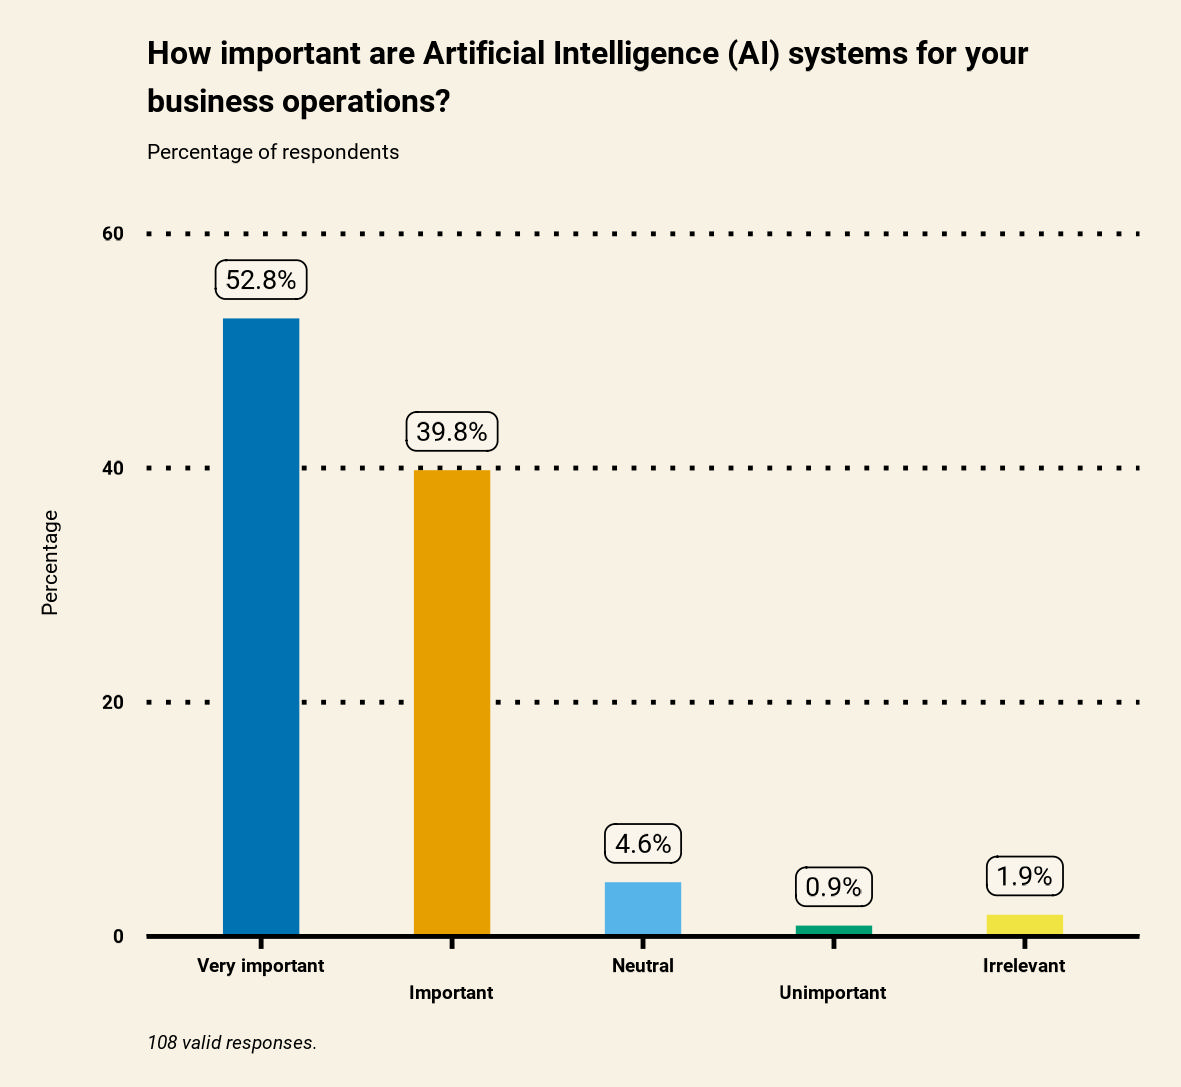 How important are Artificial Intelligence (AI) systems for your
business operations?
Percentage of respondents
60
52.8%
39.8%
40
Percentage
20
4.6%
0.9%
1.9%
0
Very important
Important
Neutral
Unimportant
Irrelevant
108 valid responses.